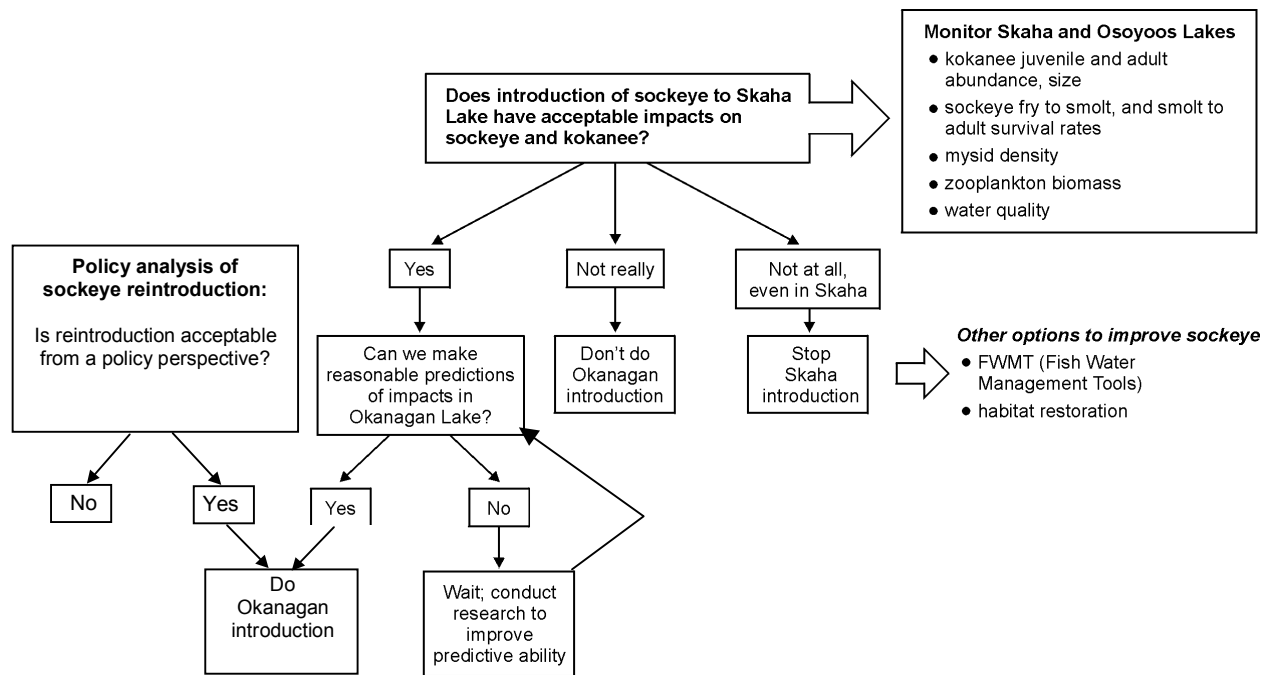 Monitor Skaha and Osoyoos Lakes
● kokanee juvenile and adult
abundance, size
● sockeye fry to smolt, and smolt to
adult survival rates
● mysid density
● zooplankton biomass
● water quality
Does introduction of sockeye to Skaha
Lake have acceptable impacts on
sockeye and kokanee?
Policy analysis of
sockeye reintroduction:
Is reintroduction acceptable
from a policy perspective?
Yes
Not really
Not at all,
even in Skaha
Can we make
reasonable predictions
of impacts in
Okanagan Lake?
Don't do
Okanagan
introduction
Stop
Skaha
introduction
Other options to improve sockeye
● FWMT (Fish Water
Management Tools)
● habitat restoration
No
Yes
Yes
No
Do
Okanagan
introduction
Wait; conduct
research to
improve
predictive ability